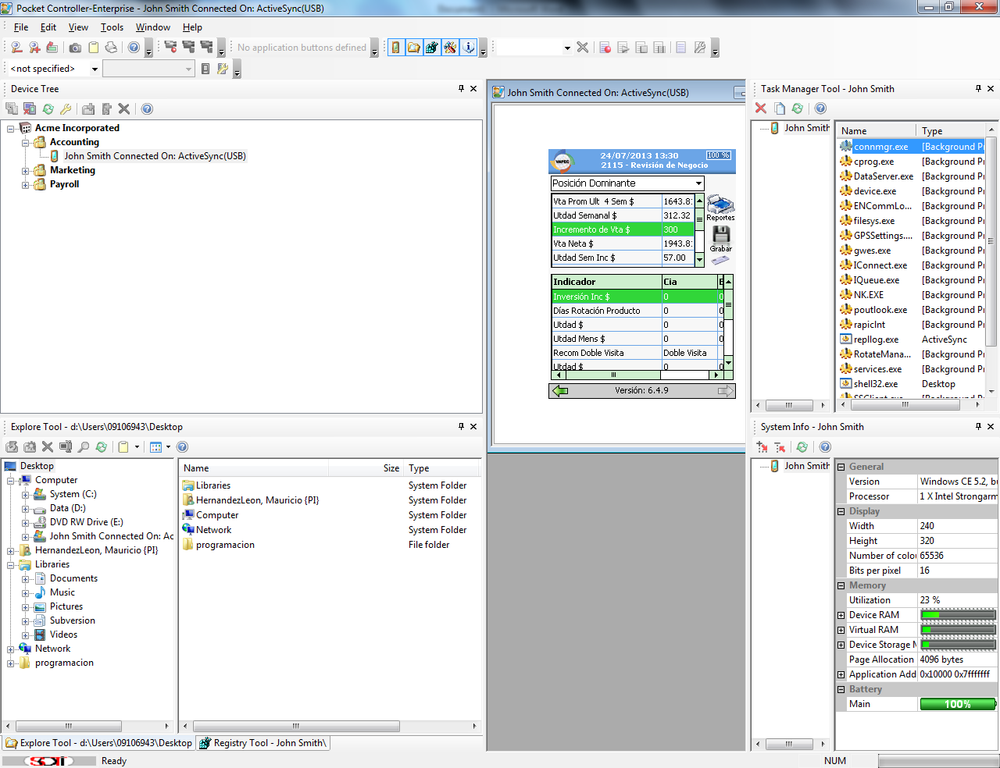 Pocket Controller-Enterprise - John Smith Connected On: ActiveSync(USB)
File Edit View Tools Window Help
No application buttons defined
<not specified>
Device Tree
Acme Incorporated
Accounting
John Smith Connected On: ActiveSync(USB)
Marketing
Payroll
John Smith Connected On: ActiveSync(USB)
24/07/2013 13:30
100 %
2115 - Revisión de Negocio
Posición Dominante
Vta Prom Ult 4 Sem $ 1643.8
Utdad Semanal $ 312.32
Incremento de Vta $ 300
Vta Neta $ 1943.8
Utdad Sem Inc $ 57.00
Reportes
Grabar
Indicador Cia E
Inversión Inc $ 0 0
Días Rotación Producto 0 0
Utdad $ 0 0
Utdad Mens $ 0 0
Recom Doble Visita Doble Visita
Utdad $ 0 0
Versión: 6.4.9
Task Manager Tool - John Smith
John Smith
Name Type
connmgr.exe [Background P
cprog.exe [Background P
DataServer.exe [Background P
device.exe [Background P
ENCommLo... [Background P
filesys.exe [Background P
GPSSettings.... [Background P
gwes.exe [Background P
IConnect.exe [Background P
IQueue.exe [Background P
NK.EXE [Background P
poutlook.exe [Background P
rapiclnt [Background P
repllog.exe ActiveSync
RotateMana... [Background P
services.exe [Background P
shell32.exe Desktop
SSClient.exe [Background P
Explore Tool - d:\Users\09106943\Desktop
Desktop
Computer
System (C:)
Data (D:)
DVD RW Drive (E:)
John Smith Connected On: Ac
HernandezLeon, Mauricio {PI}
Libraries
Documents
Music
Pictures
Subversion
Videos
Network
programacion
Name Size Type
Libraries System Folder
HernandezLeon, Mauricio {PI} System Folder
Computer System Folder
Network System Folder
programacion File folder
System Info - John Smith
John Smith
General
Version Windows CE 5.2, bu
Processor 1 X Intel Strongarm
Display
Width 240
Height 320
Number of colou 65536
Bits per pixel 16
Memory
Utilization 23 %
Device RAM
Virtual RAM
Device Storage M
Page Allocation 4096 bytes
Application Add 0x10000 0x7fffffff
Battery
Main 100%
Explore Tool - d:\Users\09106943\Desktop Registry Tool - John Smith\
SOTI Ready NUM